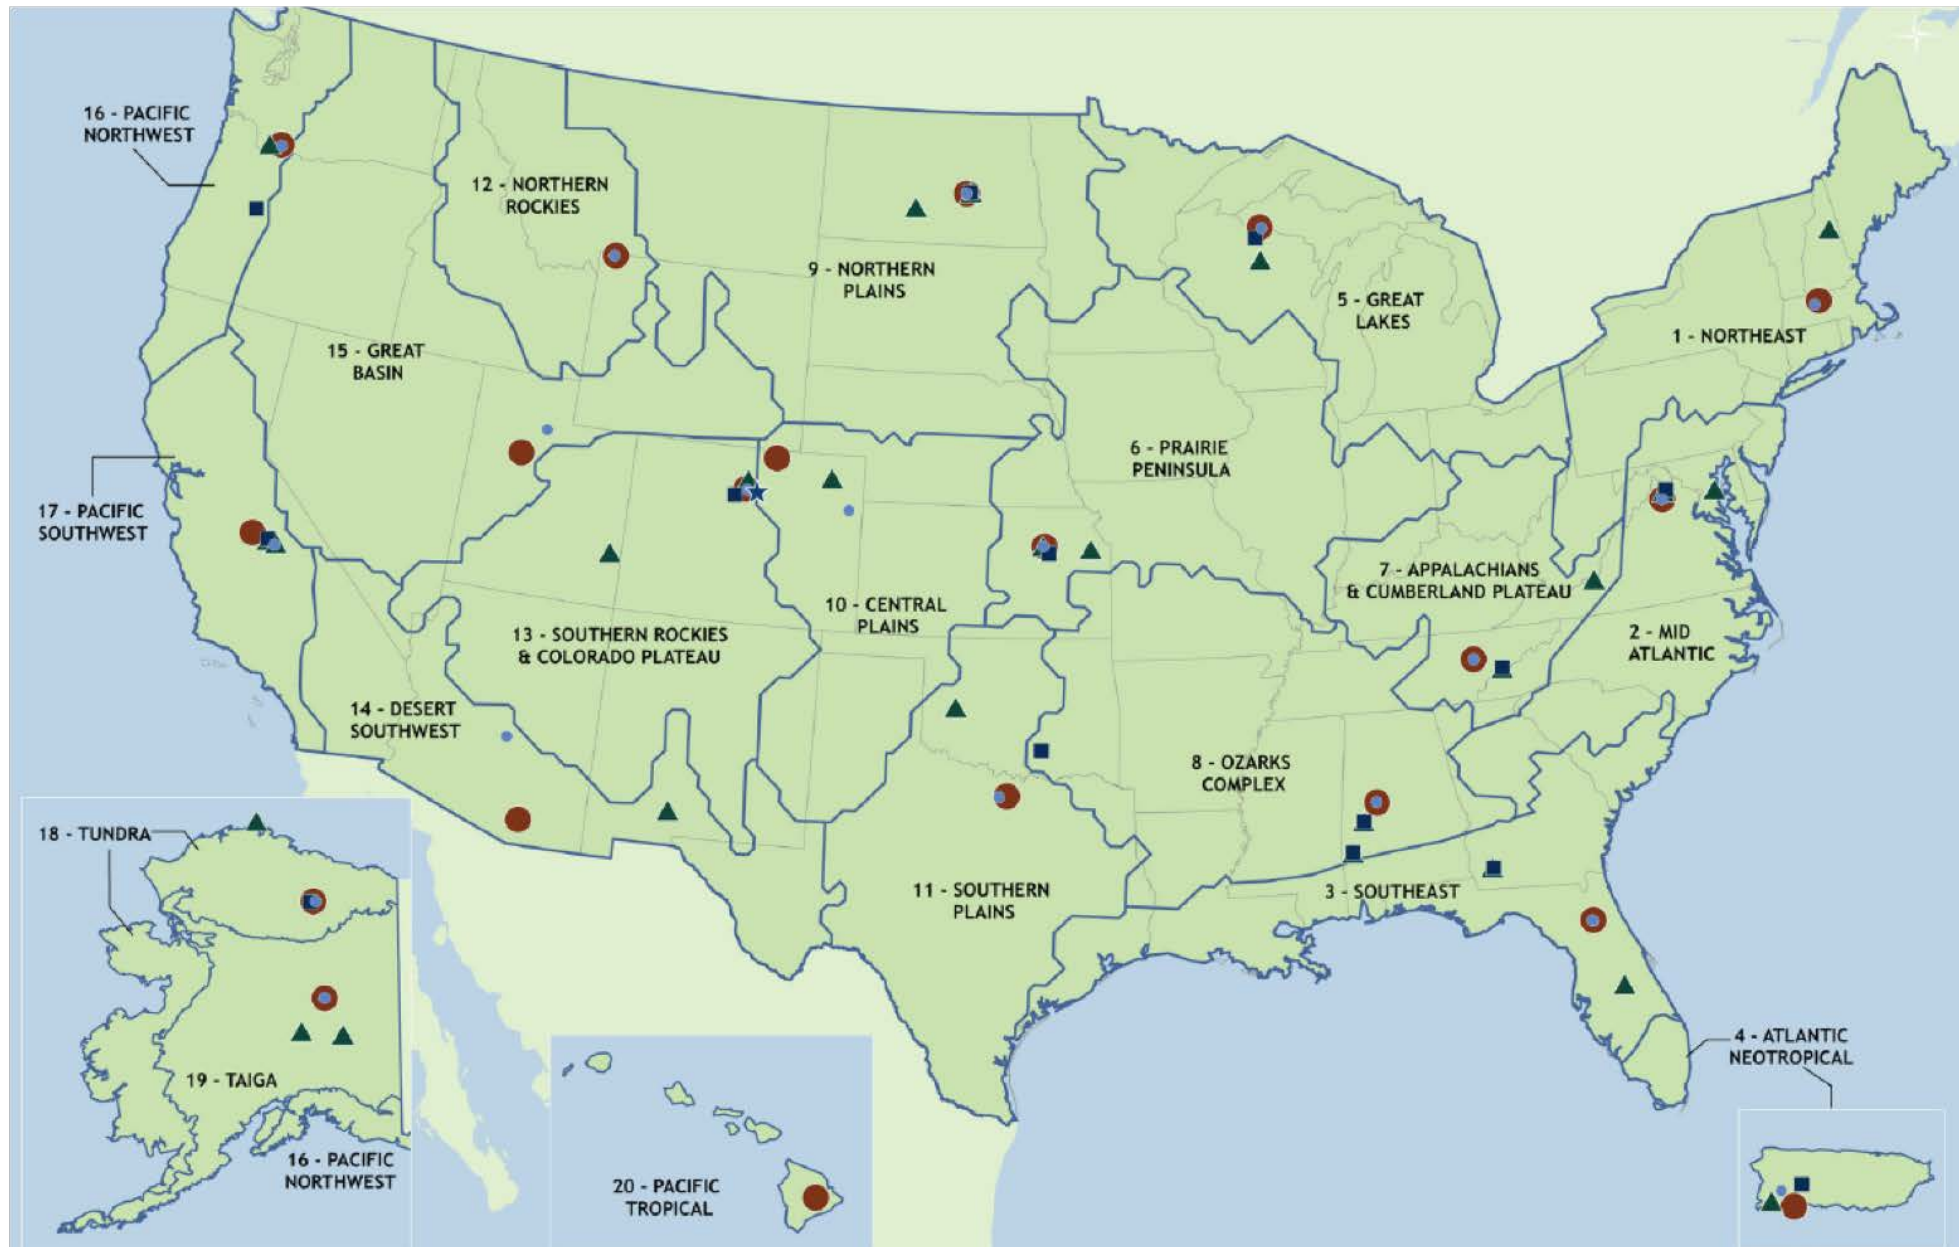 16 - PACIFIC
NORTHWEST
12 - NORTHERN
ROCKIES
9 - NORTHERN
PLAINS
5 - GREAT
LAKES
1 - NORTHEAST
15 - GREAT
BASIN
6 - PRAIRIE
PENINSULA
17 - PACIFIC
SOUTHWEST
7 - APPALACHIANS
& CUMBERLAND PLATEAU
10 - CENTRAL
PLAINS
13 - SOUTHERN ROCKIES
& COLORADO PLATEAU
2 - MID
ATLANTIC
14 - DESERT
SOUTHWEST
8 - OZARKS
COMPLEX
18 - TUNDRA
11 - SOUTHERN
PLAINS
3 - SOUTHEAST
4 - ATLANTIC
NEOTROPICAL
19 - TAIGA
16 - PACIFIC
NORTHWEST
20 - PACIFIC
TROPICAL